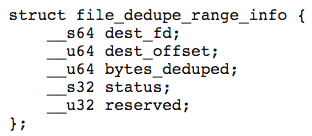 struct file_dedupe_range_info {
    __s64 dest_fd;
    __u64 dest_offset;
    __u64 bytes_deduped;
    __s32 status;
    __u32 reserved;
};